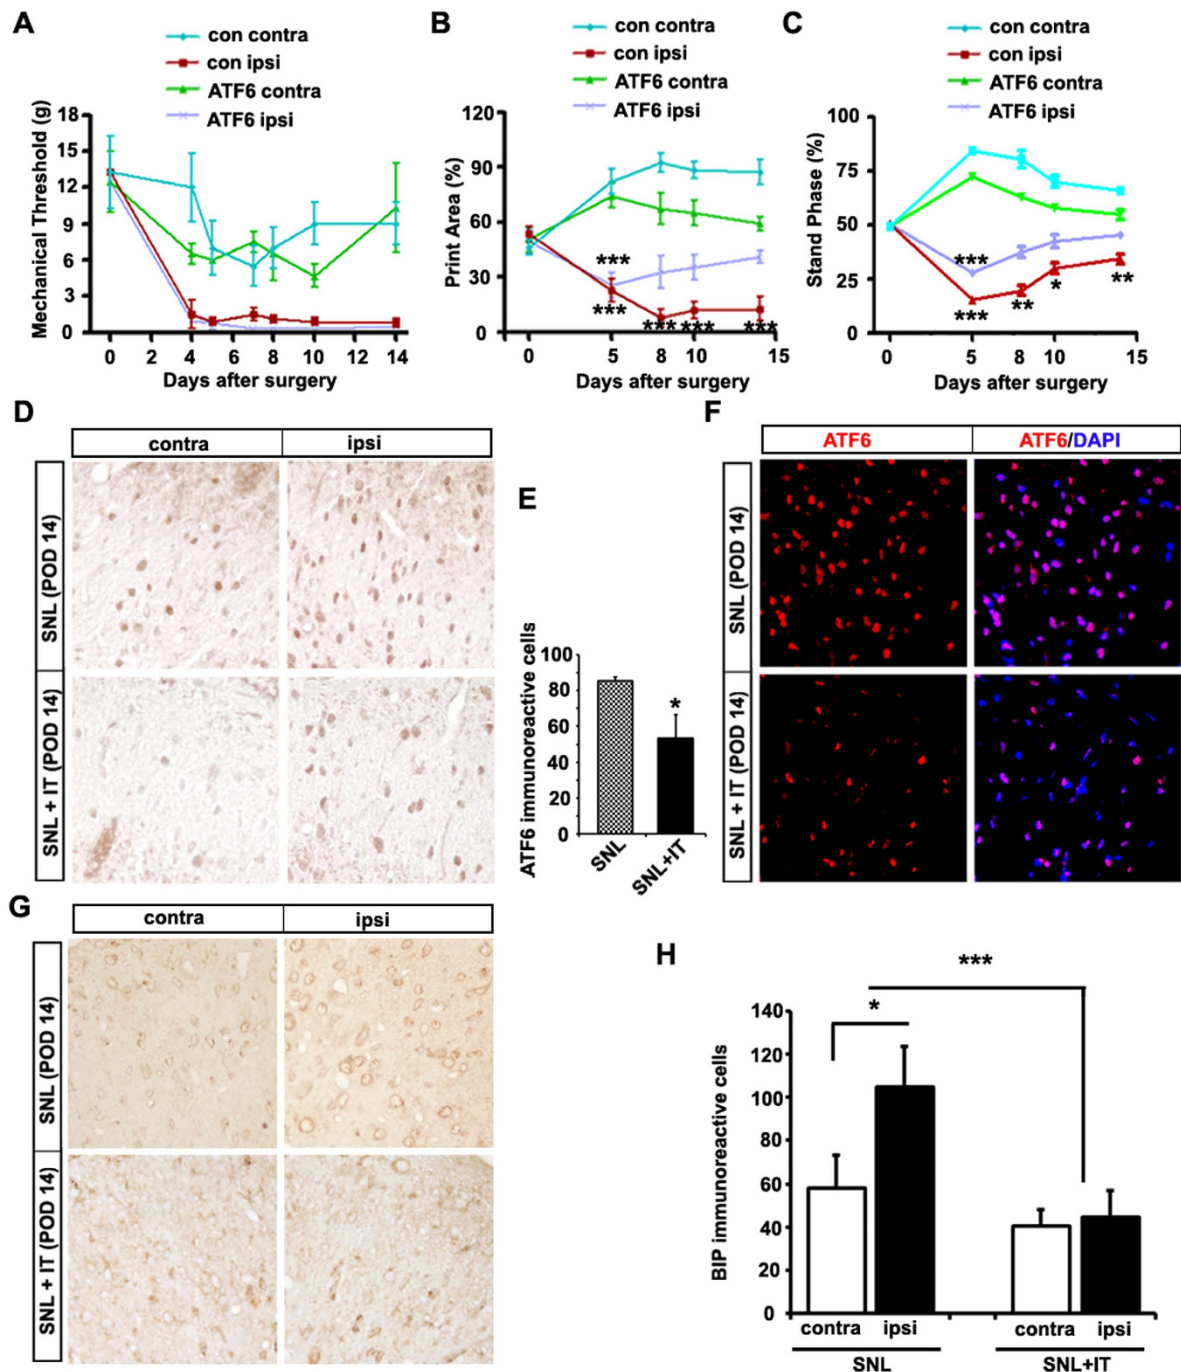 A
con contra
con ipsi
ATF6 contra
ATF6 ipsi
Mechanical Threshold (g)
18
15
12
9
6
3
0
0 2 4 6 8 10 12 14
Days after surgery
B
con contra
con ipsi
ATF6 contra
ATF6 ipsi
Print Area (%)
120
90
60
30
0
***
***
*** *** ***
0 5 8 10 15
Days after surgery
C
con contra
con ipsi
ATF6 contra
ATF6 ipsi
Stand Phase (%)
100
75
50
25
0
***
***
**
*
**
0 5 8 10 15
Days after surgery
D
contra ipsi
SNL (POD 14)
SNL + IT (POD 14)
E
ATF6 immunoreactive cells
100
80
60
40
20
0
*
SNL
SNL+IT
F
ATF6 ATF6/DAPI
SNL (POD 14)
SNL + IT (POD 14)
G
contra ipsi
SNL (POD 14)
SNL + IT (POD 14)
H
***
*
BIP immunoreactive cells
140
120
100
80
60
40
20
0
contra ipsi contra ipsi
SNL SNL+IT